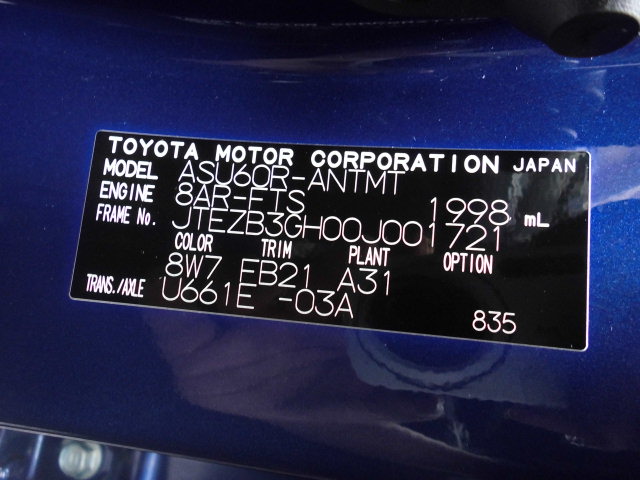 TOYOTA MOTOR CORPORATION JAPAN
MODEL ASU60R-ANTMT
ENGINE 8AR-FTS 1998 mL
FRAME No. JTEZB3GH00J001721
COLOR TRIM PLANT OPTION
8W7 FB21 A31
TRANS./AXLE U661E -03A
835